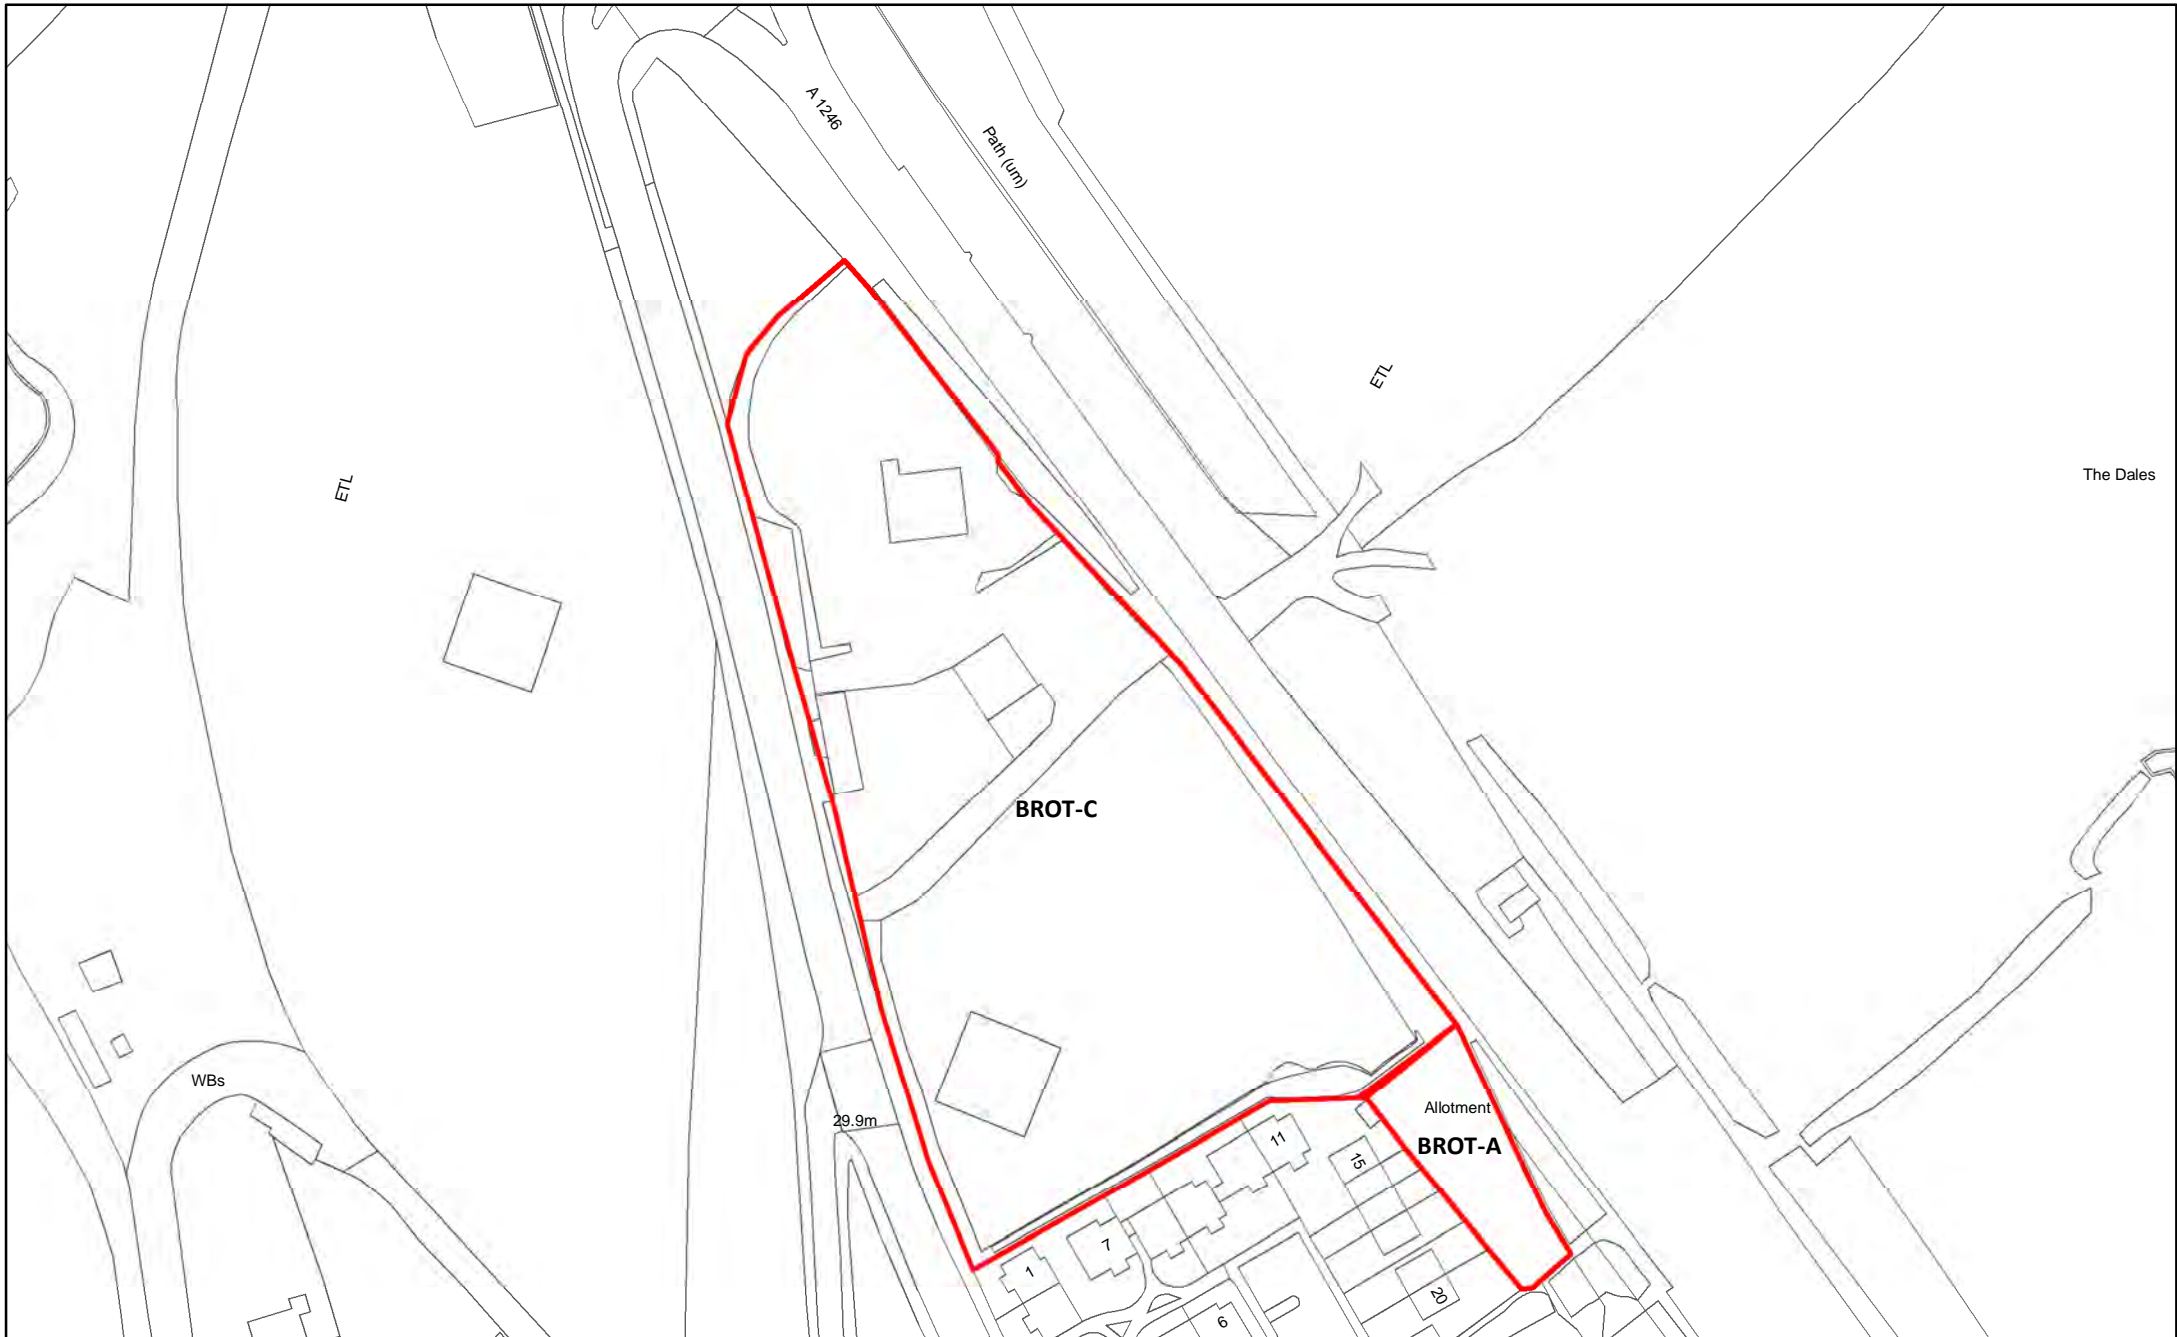 A 1246
Path (um)
ETL
ETL
The Dales
BROT-C
WBs
29.9m
Allotment
BROT-A
11
15
7
1
20
6